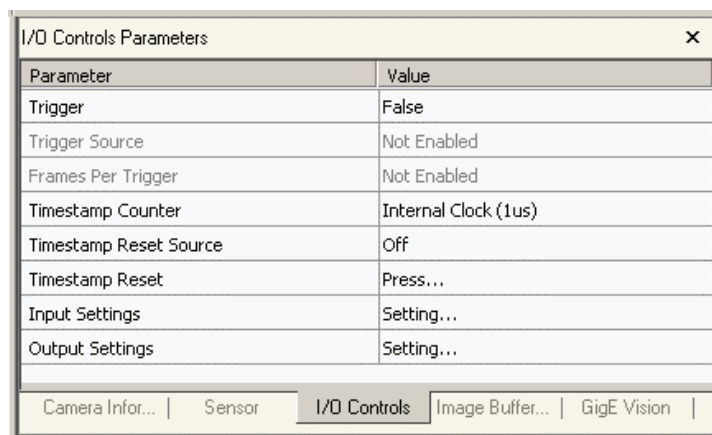 I/O Controls Parameters
Parameter Value
Trigger False
Trigger Source Not Enabled
Frames Per Trigger Not Enabled
Timestamp Counter Internal Clock (1us)
Timestamp Reset Source Off
Timestamp Reset Press...
Input Settings Setting...
Output Settings Setting...
Camera Infor... | Sensor I/O Controls Image Buffer... | GigE Vision |